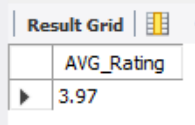 Result Grid
AVG_Rating
3.97